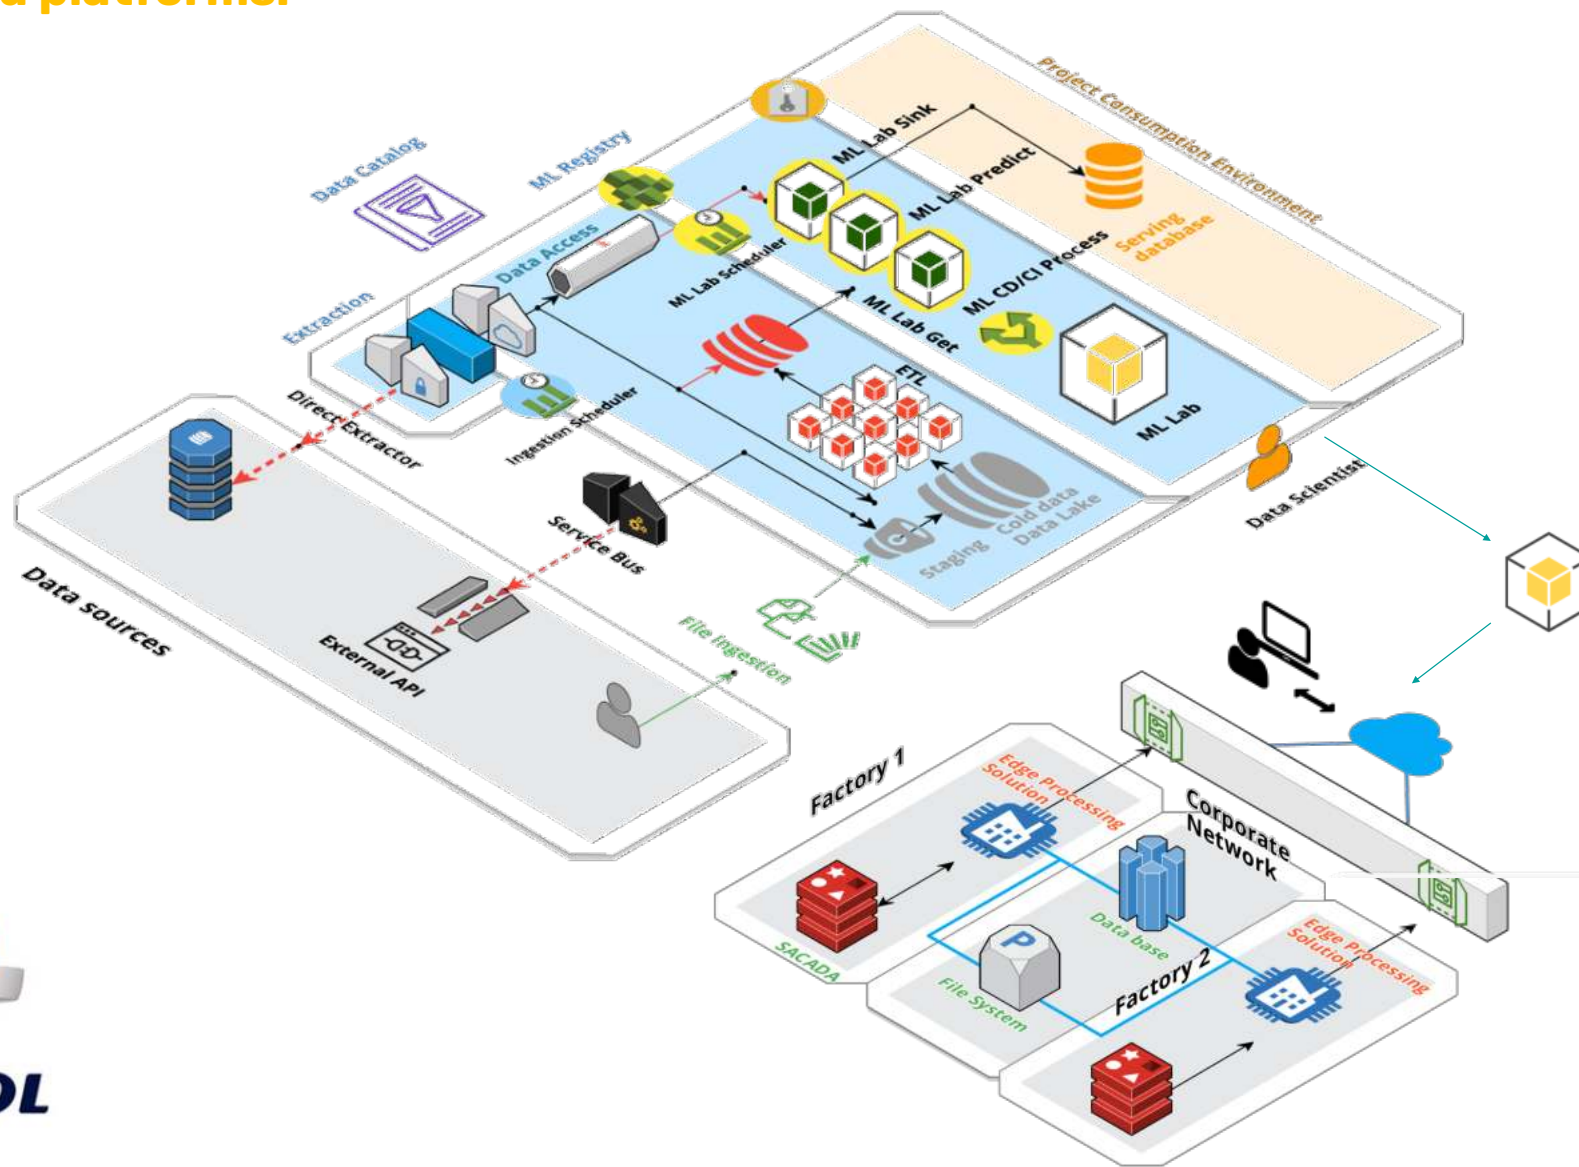 platforms.
Project Consumption Environment
Data Catalog
ML Registry
ML Lab Sink
ML Lab Predict
Serving
database
Data Access
ML Lab Scheduler
ML CD/CI Process
ML Lab Get
Extraction
ETL
ML Lab
Direct Extractor
Ingestion Scheduler
Data Scientist
Cold data
Data Lake
Staging
Service Bus
Data sources
External API
File Ingestion
Factory 1
Edge Processing
Solution
Corporate
Network
SACADA
Data base
P
File System
Factory 2
Edge Processing
Solution
OL